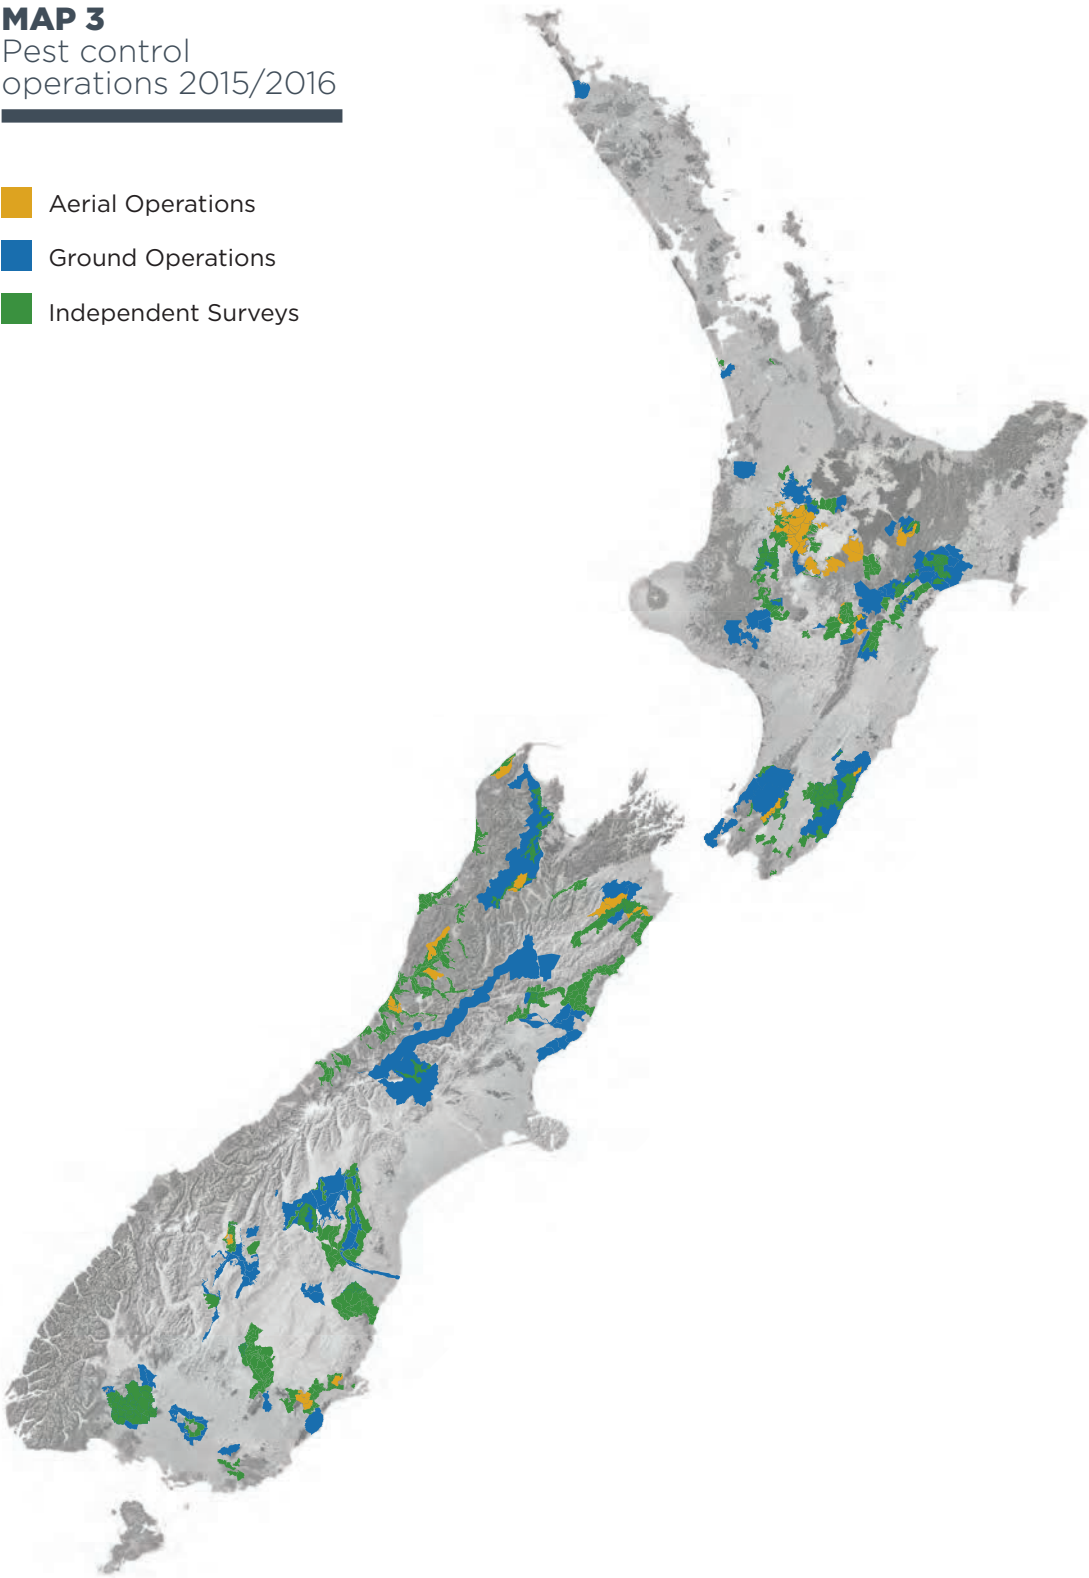 MAP 3
Pest control
operations 2015/2016
Aerial Operations
Ground Operations
Independent Surveys